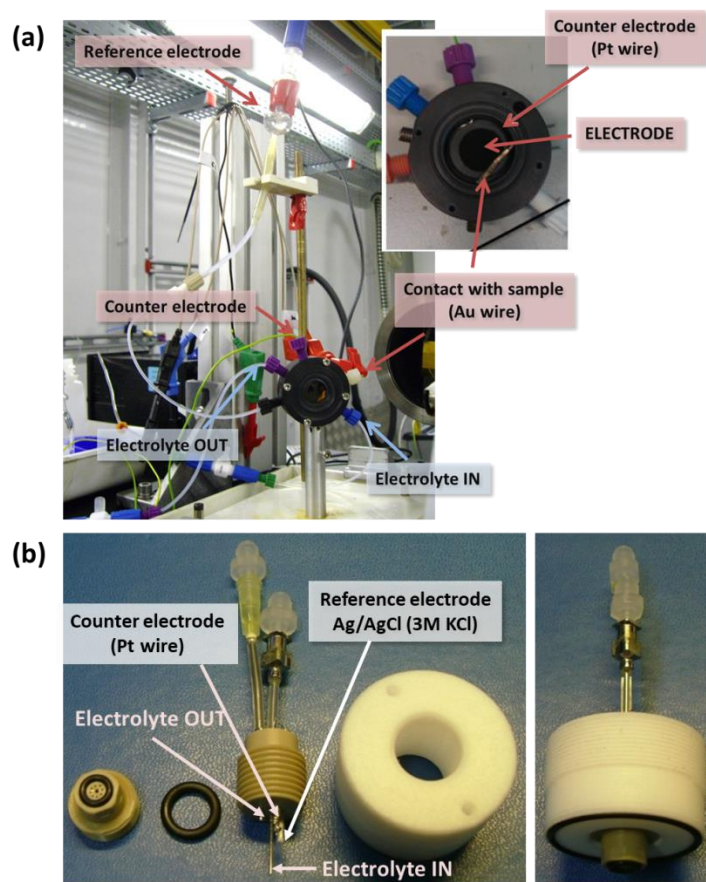 (a)
Reference electrode
Counter electrode
(Pt wire)
ELECTRODE
Contact with sample
(Au wire)
Counter electrode
Electrolyte OUT
Electrolyte IN
(b)
Counter electrode
(Pt wire)
Reference electrode
Ag/AgCl (3M KCl)
Electrolyte OUT
Electrolyte IN